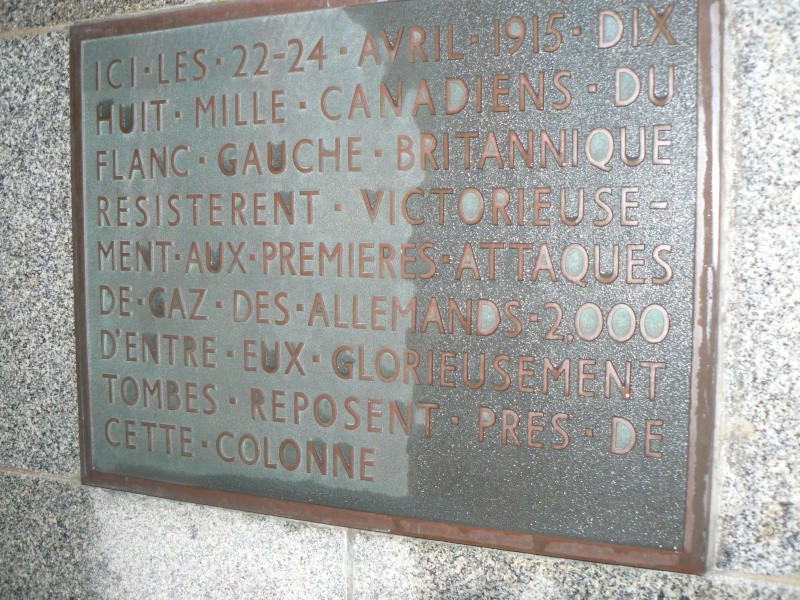 ICI·LES·22-24·AVRIL·1915·DIX
HUIT·MILLE·CANADIENS·DU
FLANC·GAUCHE·BRITANNIQUE
RESISTERENT·VICTORIEUSE-
MENT·AUX·PREMIERES·ATTAQUES
DE·GAZ·DES·ALLEMANDS·2,000
D'ENTRE·EUX·GLORIEUSEMENT
TOMBES·REPOSENT·PRES·DE
CETTE·COLONNE